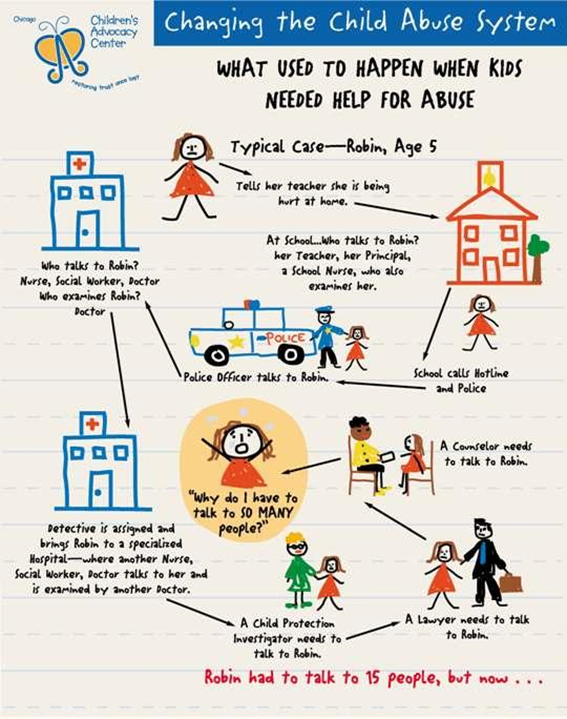 Chicago
Children's
Advocacy
Center
restoring trust once lost
Changing the Child Abuse System
WHAT USED TO HAPPEN WHEN KIDS
NEEDED HELP FOR ABUSE
Typical Case—Robin, Age 5
Tells her teacher she is being
hurt at home.
At School...Who talks to Robin?
her Teacher, her Principal,
a School Nurse, who also
examines her.
School calls Hotline
and Police
POLICE
Police Officer talks to Robin.
Who talks to Robin?
Nurse, Social Worker, Doctor
Who examines Robin?
Doctor
Detective is assigned and
brings Robin to a specialized
Hospital—where another Nurse,
Social Worker, Doctor talks to her and
is examined by another Doctor.
A Child Protection
Investigator needs to
talk to Robin.
A Lawyer needs to talk
to Robin.
A Counselor needs
to talk to Robin.
"Why do I have to
talk to SO MANY
people?"
Robin had to talk to 15 people, but now . . .